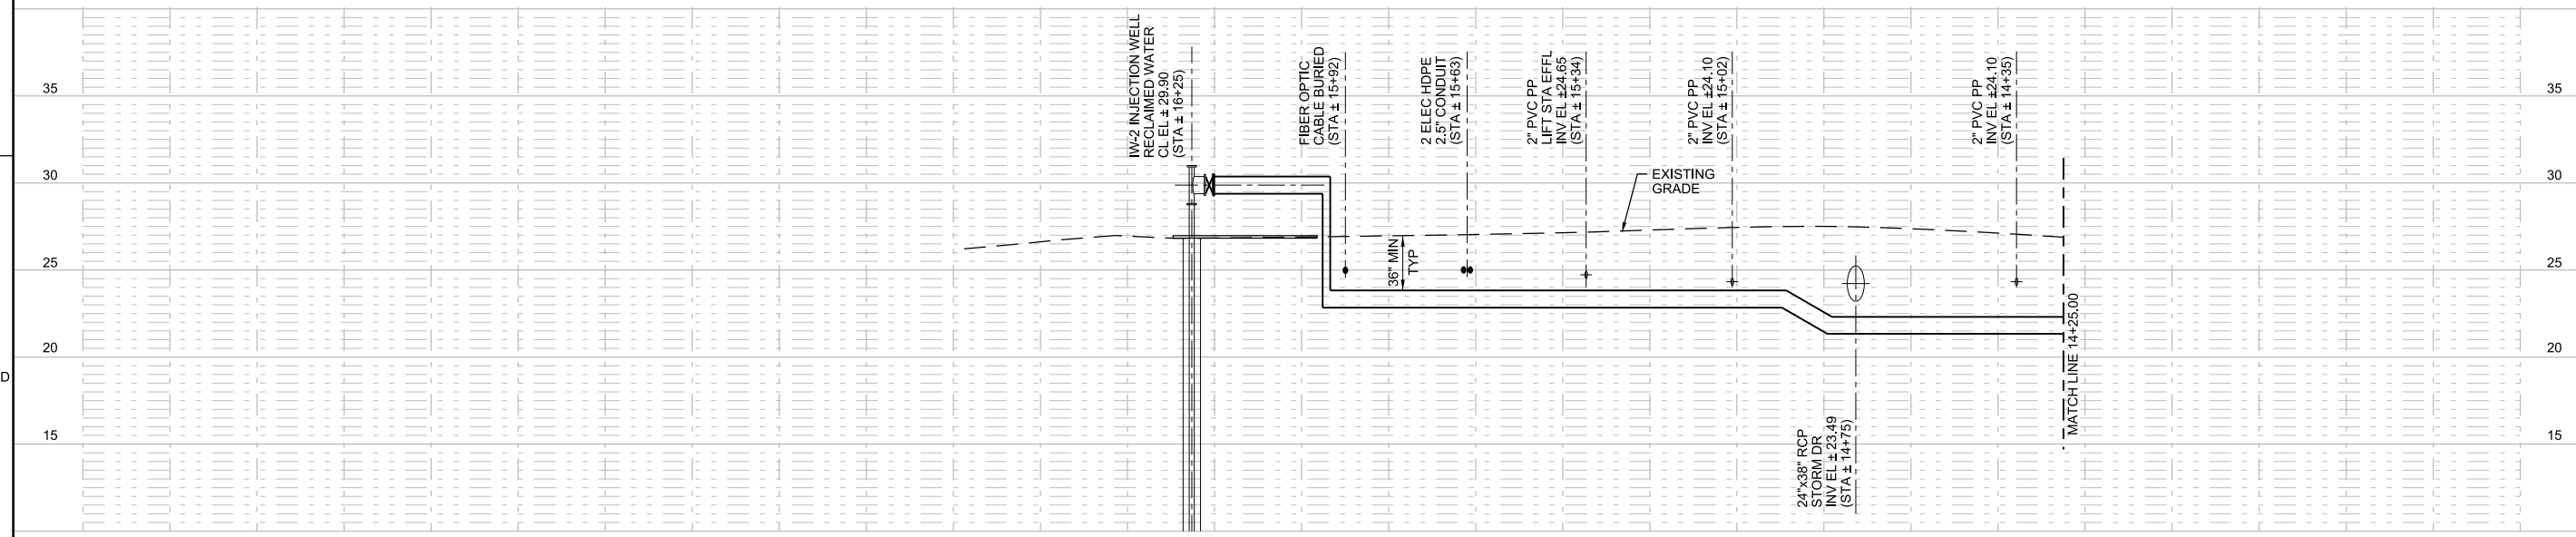 IW-2 INJECTION WELL
RECLAIMED WATER
CL EL ± 29.90
(STA ± 16+25)
FIBER OPTIC
CABLE BURIED
(STA ± 15+92)
2 ELEC HDPE
2.5" CONDUIT
(STA ± 15+63)
2" PVC PP
LIFT STA EFFL
INV EL ±24.65
(STA ± 15+34)
2" PVC PP
INV EL ±24.10
(STA ± 15+02)
2" PVC PP
INV EL ±24.10
(STA ± 14+35)
35
35
30
30
EXISTING
GRADE
25
25
36" MIN
TYP
20
20
MATCH LINE 14+25.00
D
15
15
24"x38" RCP
STORM DR
INV EL ± 23.49
(STA ± 14+75)